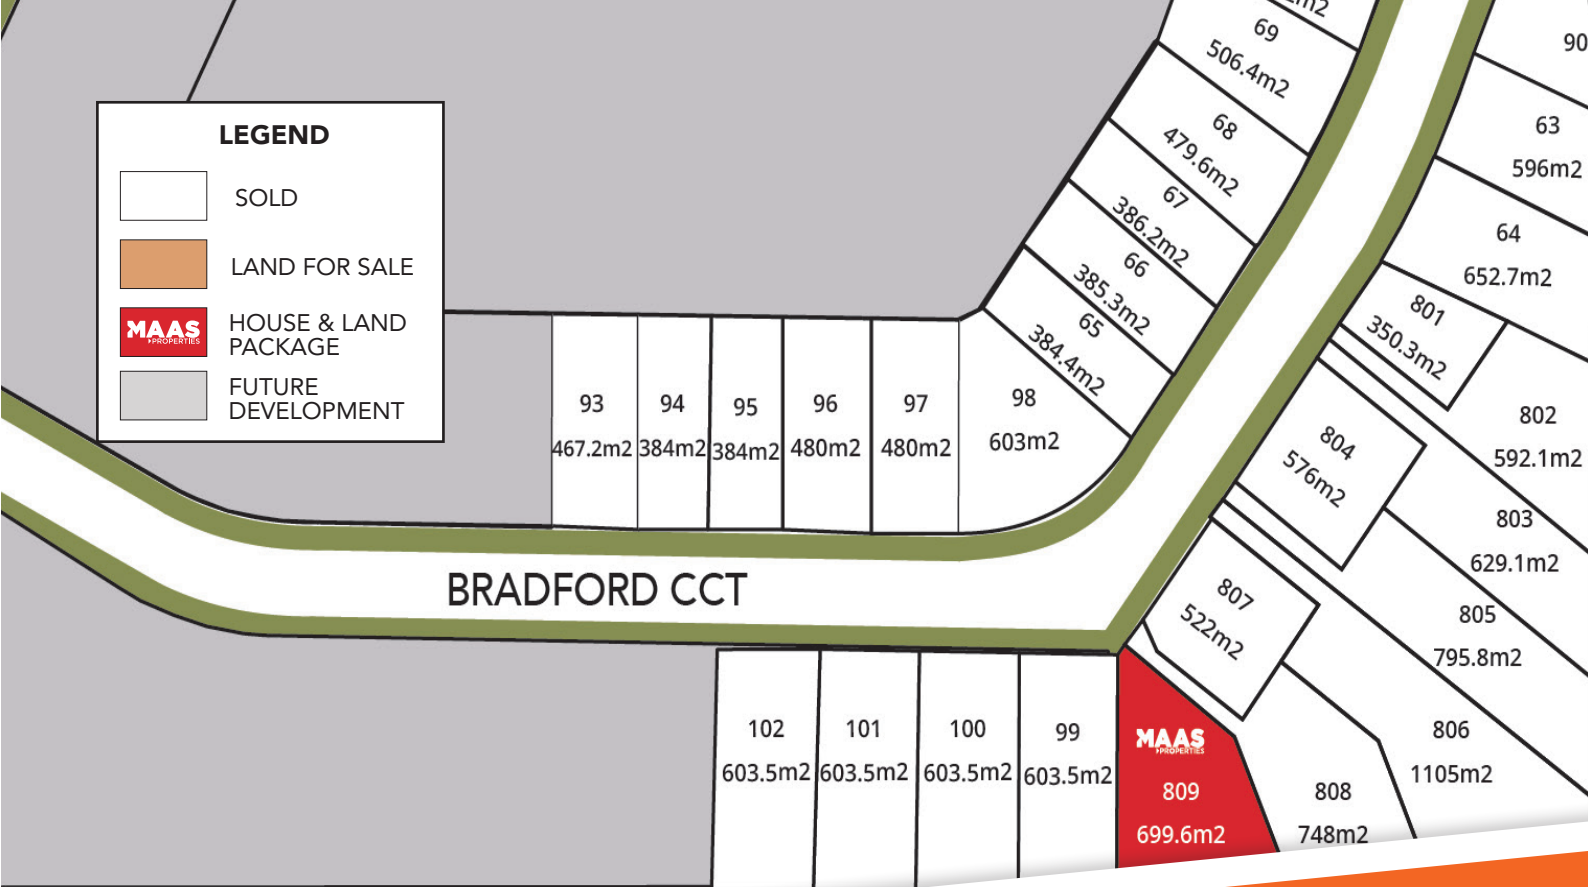 LEGEND
SOLD
LAND FOR SALE
MAAS
PROPERTIES
HOUSE & LAND
PACKAGE
FUTURE
DEVELOPMENT
69
506.4m2
68
479.6m2
67
386.2m2
66
385.3m2
65
384.4m2
90
63
596m2
64
652.7m2
801
350.3m2
802
592.1m2
803
629.1m2
804
576m2
805
795.8m2
806
1105m2
807
522m2
808
748m2
93
467.2m2
94
384m2
95
384m2
96
480m2
97
480m2
98
603m2
BRADFORD CCT
102
603.5m2
101
603.5m2
100
603.5m2
99
603.5m2
MAAS
PROPERTIES
809
699.6m2